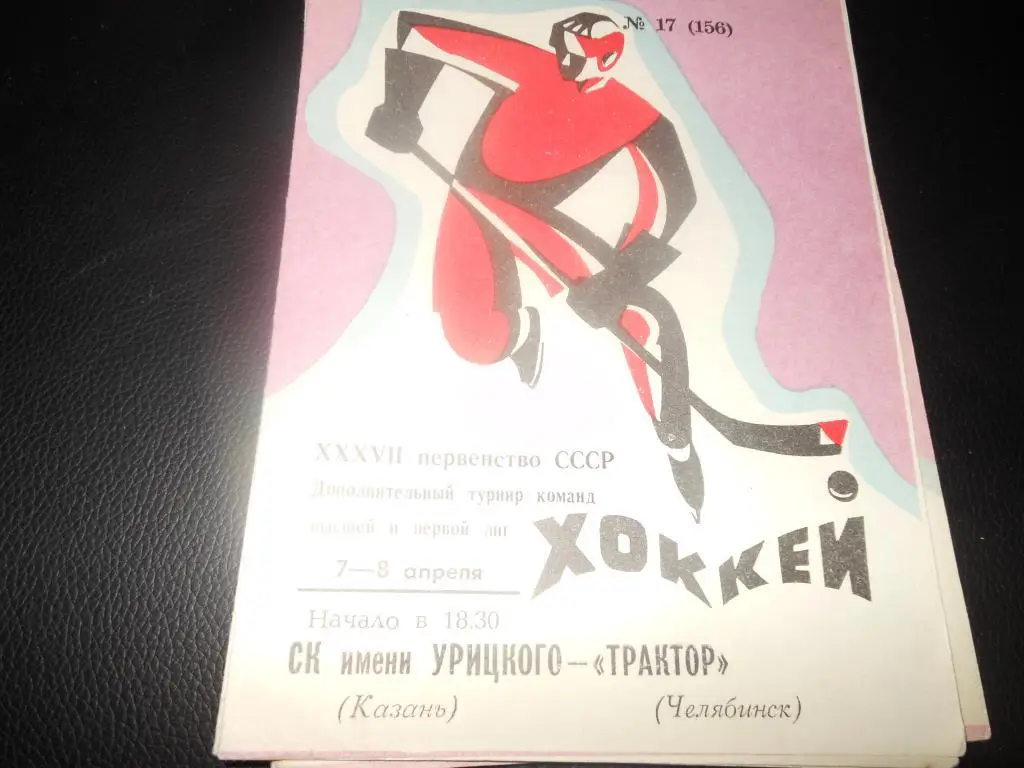 № 17 (156)
XXXVII первенство СССР
Дополнительный турнир команд
высшей и первой лиг
7—8 апреля
ХОККЕЙ
Начало в 18.30
СК имени УРИЦКОГО—«ТРАКТОР»
(Казань) (Челябинск)